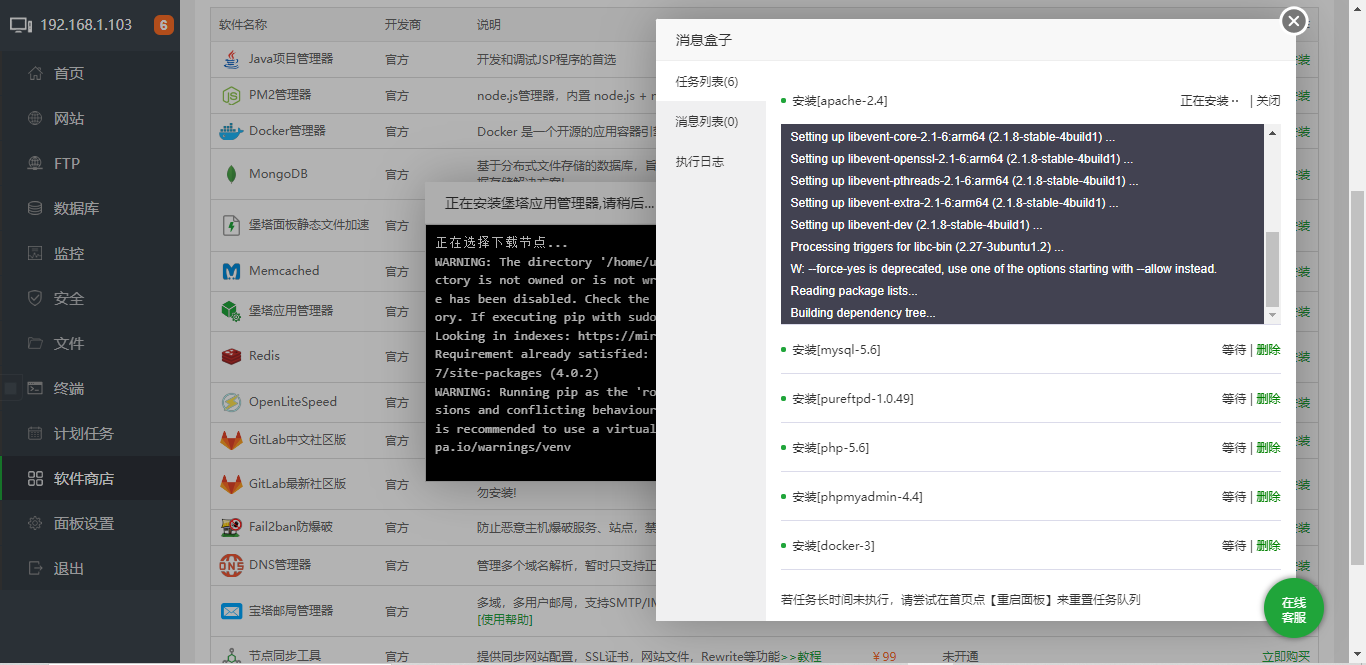 192.168.1.103
6
首页
网站
FTP
数据库
监控
安全
文件
终端
计划任务
软件商店
面板设置
退出
软件名称 开发商 说明
Java项目管理器 官方 开发和调试JSP程序的首选
PM2管理器 官方 node.js管理器，内置 node.js +
Docker管理器 官方 Docker 是一个开源的应用容器引
MongoDB 官方 基于分布式文件存储的数据库，旨
堡塔面板静态文件加速 官方
Memcached 官方
堡塔应用管理器 官方
Redis 官方
OpenLiteSpeed 官方
GitLab中文社区版 官方
GitLab最新社区版 官方
勿安装!
Fail2ban防爆破 官方 防止恶意主机爆破服务、站点，禁
DNS管理器 官方 管理多个域名解析，暂时只支持正
宝塔邮局管理器 官方 多域，多用户邮局，支持SMTP/IM
[使用帮助]
节点同步工具 官方 提供同步网站配置，SSL证书，网站文件，Rewrite等功能>>教程 ￥99 未开通 立即购买
正在安装堡塔应用管理器,请稍后...
正在选择下载节点...
WARNING: The directory '/home/u
ctory is not owned or is not wr
e has been disabled. Check the
ory. If executing pip with sudo
Looking in indexes: https://mir
Requirement already satisfied:
7/site-packages (4.0.2)
WARNING: Running pip as the 'ro
sions and conflicting behaviour
is recommended to use a virtual
pa.io/warnings/venv
消息盒子
任务列表(6)
消息列表(0)
执行日志
安装[apache-2.4] 正在安装·· | 关闭
Setting up libevent-core-2.1-6:arm64 (2.1.8-stable-4build1) ...
Setting up libevent-openssl-2.1-6:arm64 (2.1.8-stable-4build1) ...
Setting up libevent-pthreads-2.1-6:arm64 (2.1.8-stable-4build1) ...
Setting up libevent-extra-2.1-6:arm64 (2.1.8-stable-4build1) ...
Setting up libevent-dev (2.1.8-stable-4build1) ...
Processing triggers for libc-bin (2.27-3ubuntu1.2) ...
W: --force-yes is deprecated, use one of the options starting with --allow instead.
Reading package lists...
Building dependency tree...
安装[mysql-5.6] 等待 | 删除
安装[pureftpd-1.0.49] 等待 | 删除
安装[php-5.6] 等待 | 删除
安装[phpmyadmin-4.4] 等待 | 删除
安装[docker-3] 等待 | 删除
若任务长时间未执行，请尝试在首页点【重启面板】来重置任务队列
在线
客服